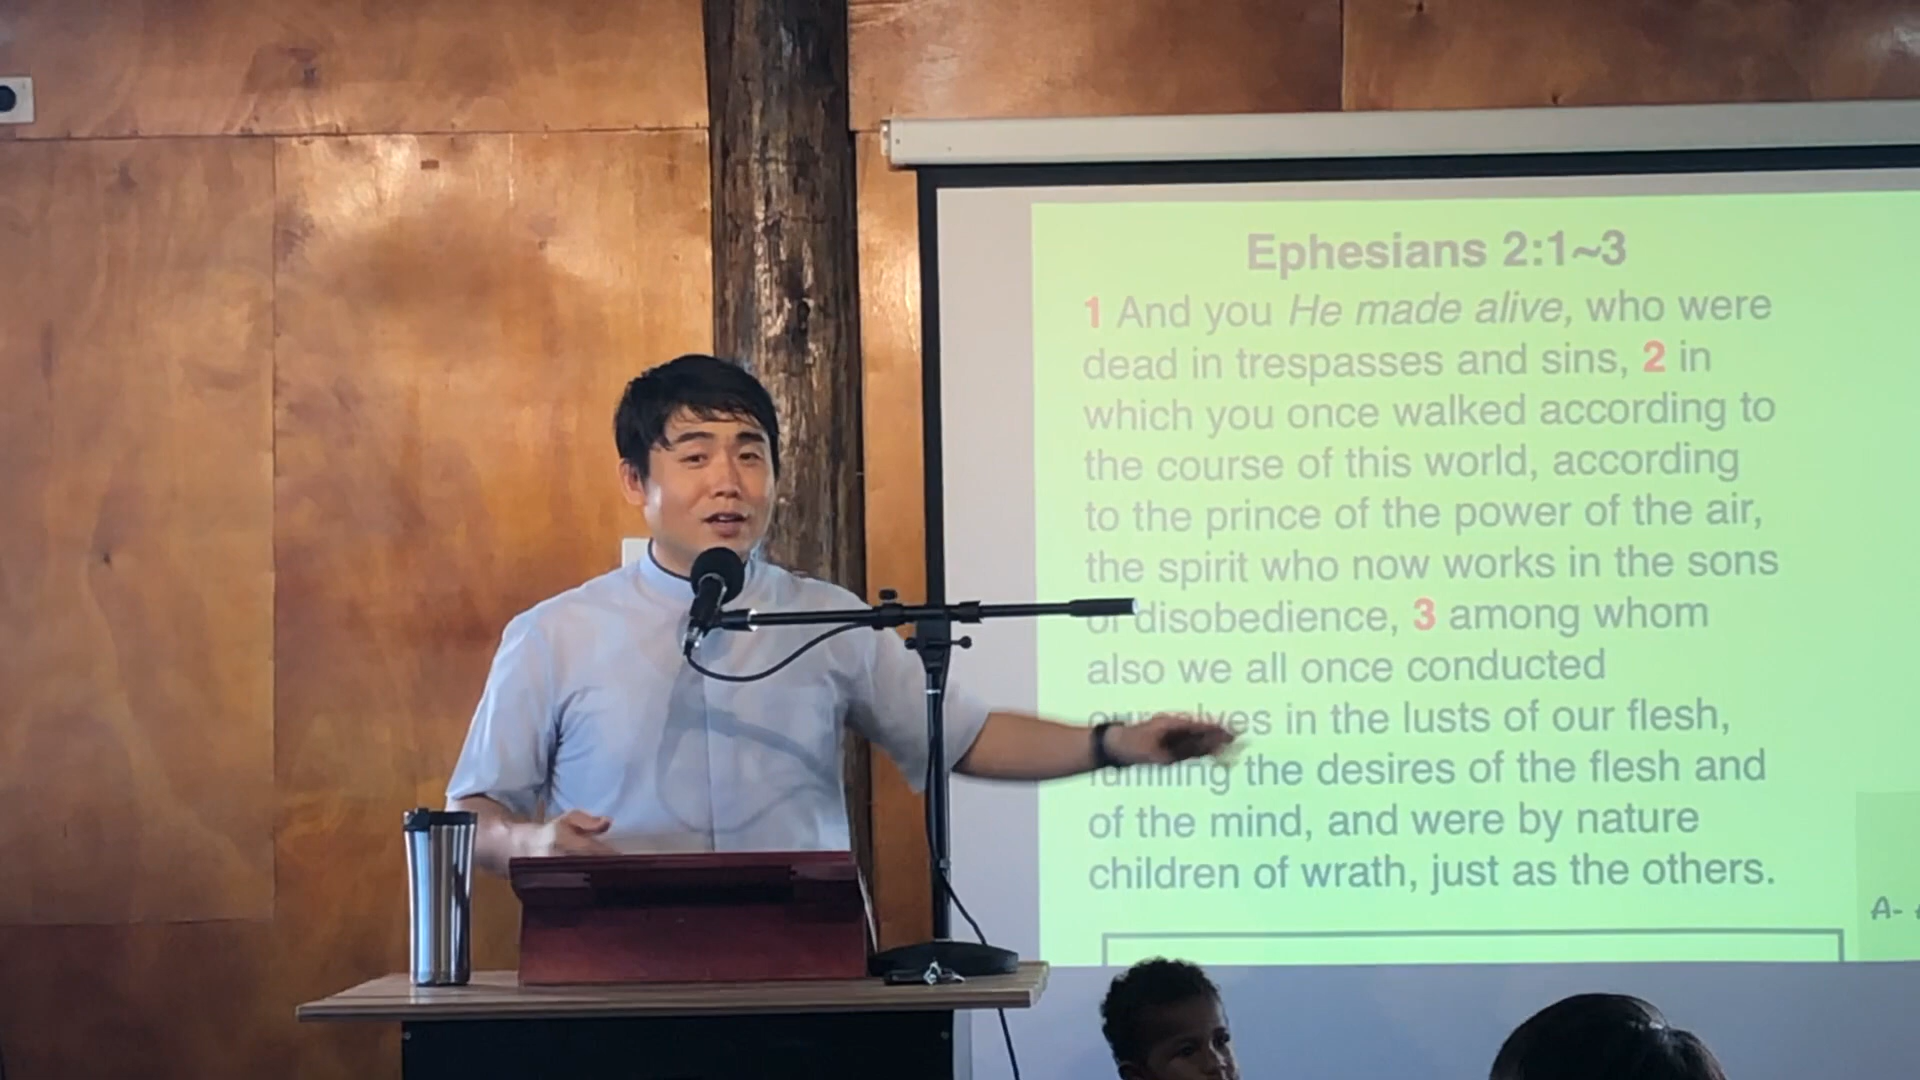 Ephesians 2:1~3
1 And you He made alive, who were
dead in trespasses and sins, 2 in
which you once walked according to
the course of this world, according
to the prince of the power of the air,
the spirit who now works in the sons
of disobedience, 3 among whom
also we all once conducted
ourselves in the lusts of our flesh,
fulfilling the desires of the flesh and
of the mind, and were by nature
children of wrath, just as the others.
A-